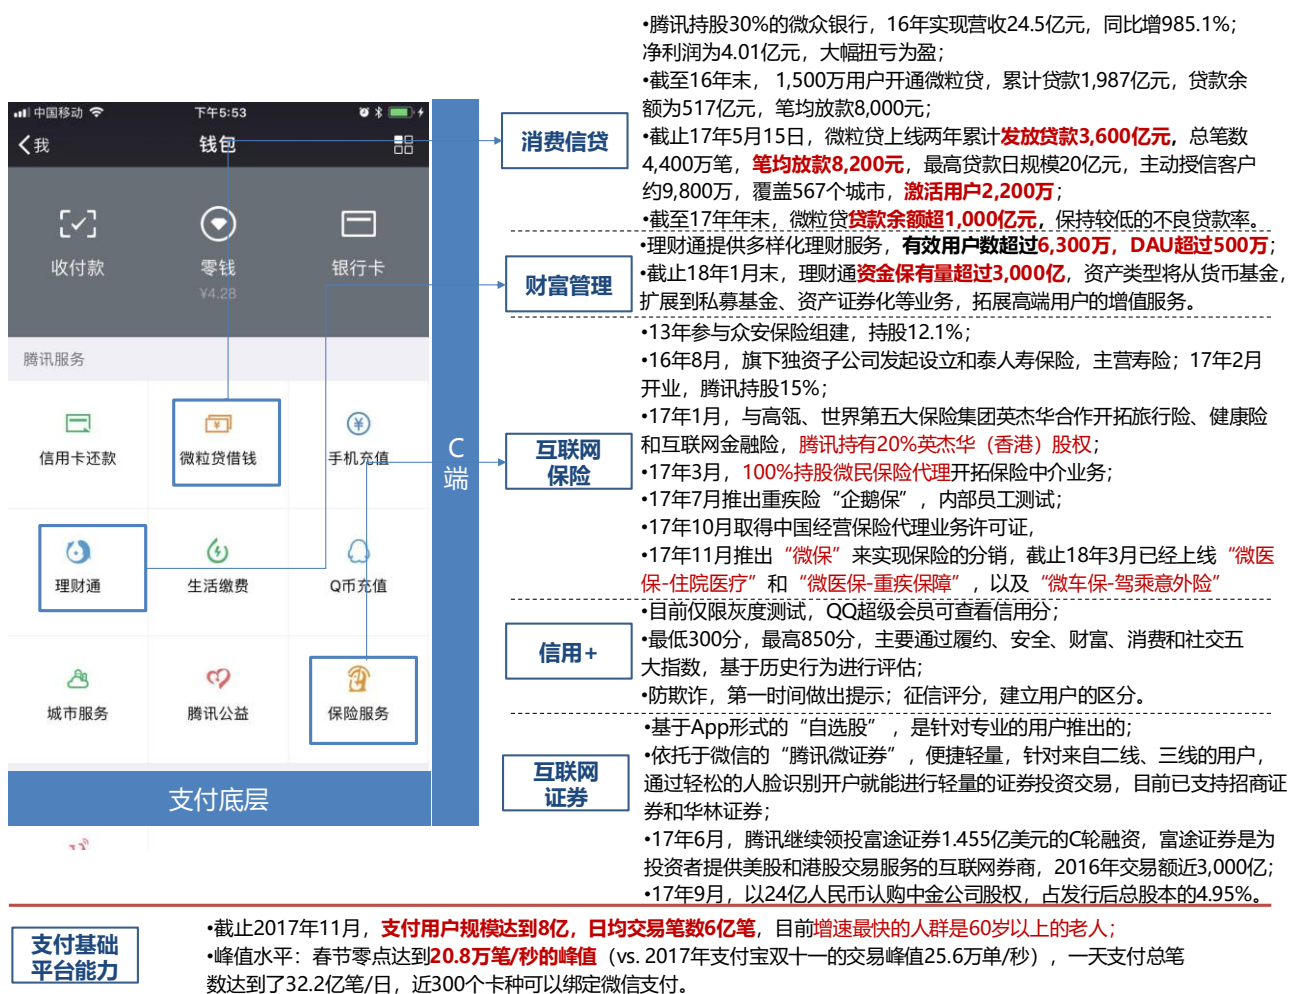 •腾讯持股30%的微众银行，16年实现营收24.5亿元，同比增985.1%；
净利润为4.01亿元，大幅扭亏为盈；
•截至16年末， 1,500万用户开通微粒贷，累计贷款1,987亿元，贷款余
额为517亿元，笔均放款8,000元；
•截止17年5月15日，微粒贷上线两年累计发放贷款3,600亿元，总笔数
4,400万笔，笔均放款8,200元，最高贷款日规模20亿元，主动授信客户
约9,800万，覆盖567个城市，激活用户2,200万；
•截至17年年末，微粒贷贷款余额超1,000亿元，保持较低的不良贷款率。
消费信贷
•理财通提供多样化理财服务，有效用户数超过6,300万，DAU超过500万；
•截止18年1月末，理财通资金保有量超过3,000亿，资产类型将从货币基金，
扩展到私募基金、资产证券化等业务，拓展高端用户的增值服务。
财富管理
•13年参与众安保险组建，持股12.1%；
•16年8月，旗下独资子公司发起设立和泰人寿保险，主营寿险；17年2月
开业，腾讯持股15%；
•17年1月，与高瓴、世界第五大保险集团英杰华合作开拓旅行险、健康险
和互联网金融险，腾讯持有20%英杰华（香港）股权；
•17年3月，100%持股微民保险代理开拓保险中介业务；
•17年7月推出重疾险“企鹅保”，内部员工测试；
•17年10月取得中国经营保险代理业务许可证，
•17年11月推出“微保”来实现保险的分销，截止18年3月已经上线“微医
保-住院医疗”和“微医保-重疾保障”，以及“微车保-驾乘意外险”
互联网
保险
•目前仅限灰度测试，QQ超级会员可查看信用分；
•最低300分，最高850分，主要通过履约、安全、财富、消费和社交五
大指数，基于历史行为进行评估；
•防欺诈，第一时间做出提示；征信评分，建立用户的区分。
信用+
•基于App形式的“自选股”，是针对专业的用户推出的；
•依托于微信的“腾讯微证券”，便捷轻量，针对来自二线、三线的用户，
通过轻松的人脸识别开户就能进行轻量的证券投资交易，目前已支持招商证
券和华林证券；
•17年6月，腾讯继续领投富途证券1.455亿美元的C轮融资，富途证券是为
投资者提供美股和港股交易服务的互联网券商，2016年交易额近3,000亿；
•17年9月，以24亿人民币认购中金公司股权，占发行后总股本的4.95%。
互联网
证券
中国移动 下午5:53
我 钱包
收付款 零钱 银行卡
¥4.28
腾讯服务
信用卡还款 微粒贷借钱 手机充值
理财通 生活缴费 Q币充值
城市服务 腾讯公益 保险服务
C
端
支付底层
支付基础
平台能力
•截止2017年11月，支付用户规模达到8亿，日均交易笔数6亿笔，目前增速最快的人群是60岁以上的老人；
•峰值水平：春节零点达到20.8万笔/秒的峰值（vs. 2017年支付宝双十一的交易峰值25.6万单/秒），一天支付总笔
数达到了32.2亿笔/日，近300个卡种可以绑定微信支付。